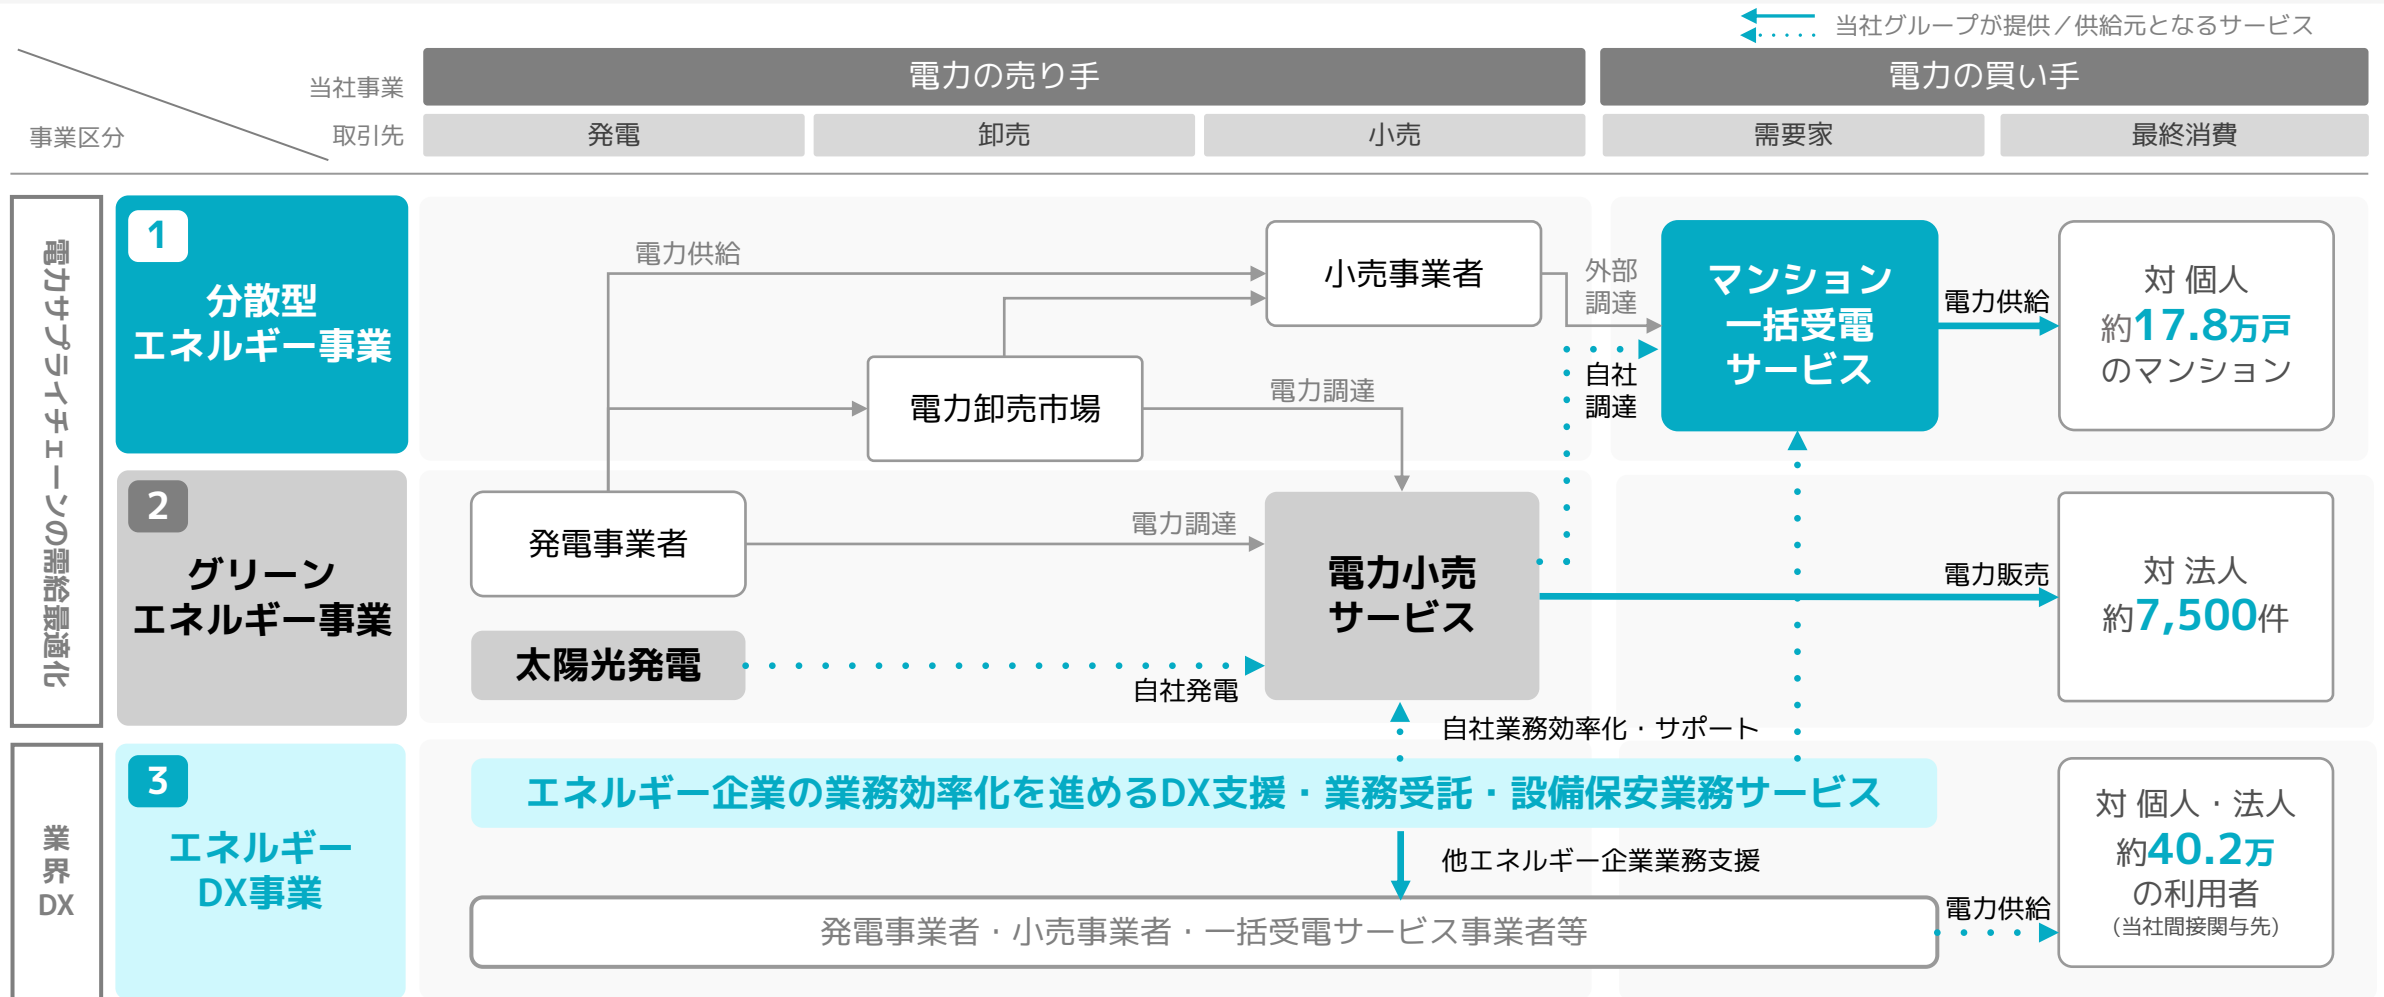 当社グループが提供／供給元となるサービス
当社事業
取引先
事業区分
電力の売り手
電力の買い手
発電
卸売
小売
需要家
最終消費
電力サプライチェーンの需給最適化
1
分散型
エネルギー事業
電力供給
小売事業者
外部
調達
電力卸売市場
電力調達
自社
調達
マンション
一括受電
サービス
電力供給
対 個人
約17.8万戸
のマンション
2
グリーン
エネルギー事業
発電事業者
電力調達
太陽光発電
自社発電
電力小売
サービス
電力販売
対 法人
約7,500件
自社業務効率化・サポート
業
界
DX
3
エネルギー
DX事業
エネルギー企業の業務効率化を進めるDX支援・業務受託・設備保安業務サービス
他エネルギー企業業務支援
発電事業者・小売事業者・一括受電サービス事業者等
電力供給
対 個人・法人
約40.2万
の利用者
(当社間接関与先)